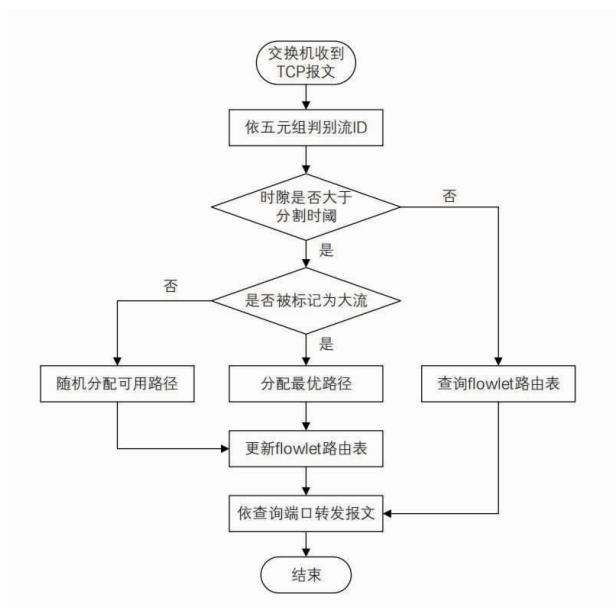 交换机收到
TCP报文
依五元组判别流ID
时隙是否大于
分割时阈
否
是
是否被标记为大流
否
是
随机分配可用路径
分配最优路径
查询flowlet路由表
更新flowlet路由表
依查询端口转发报文
结束